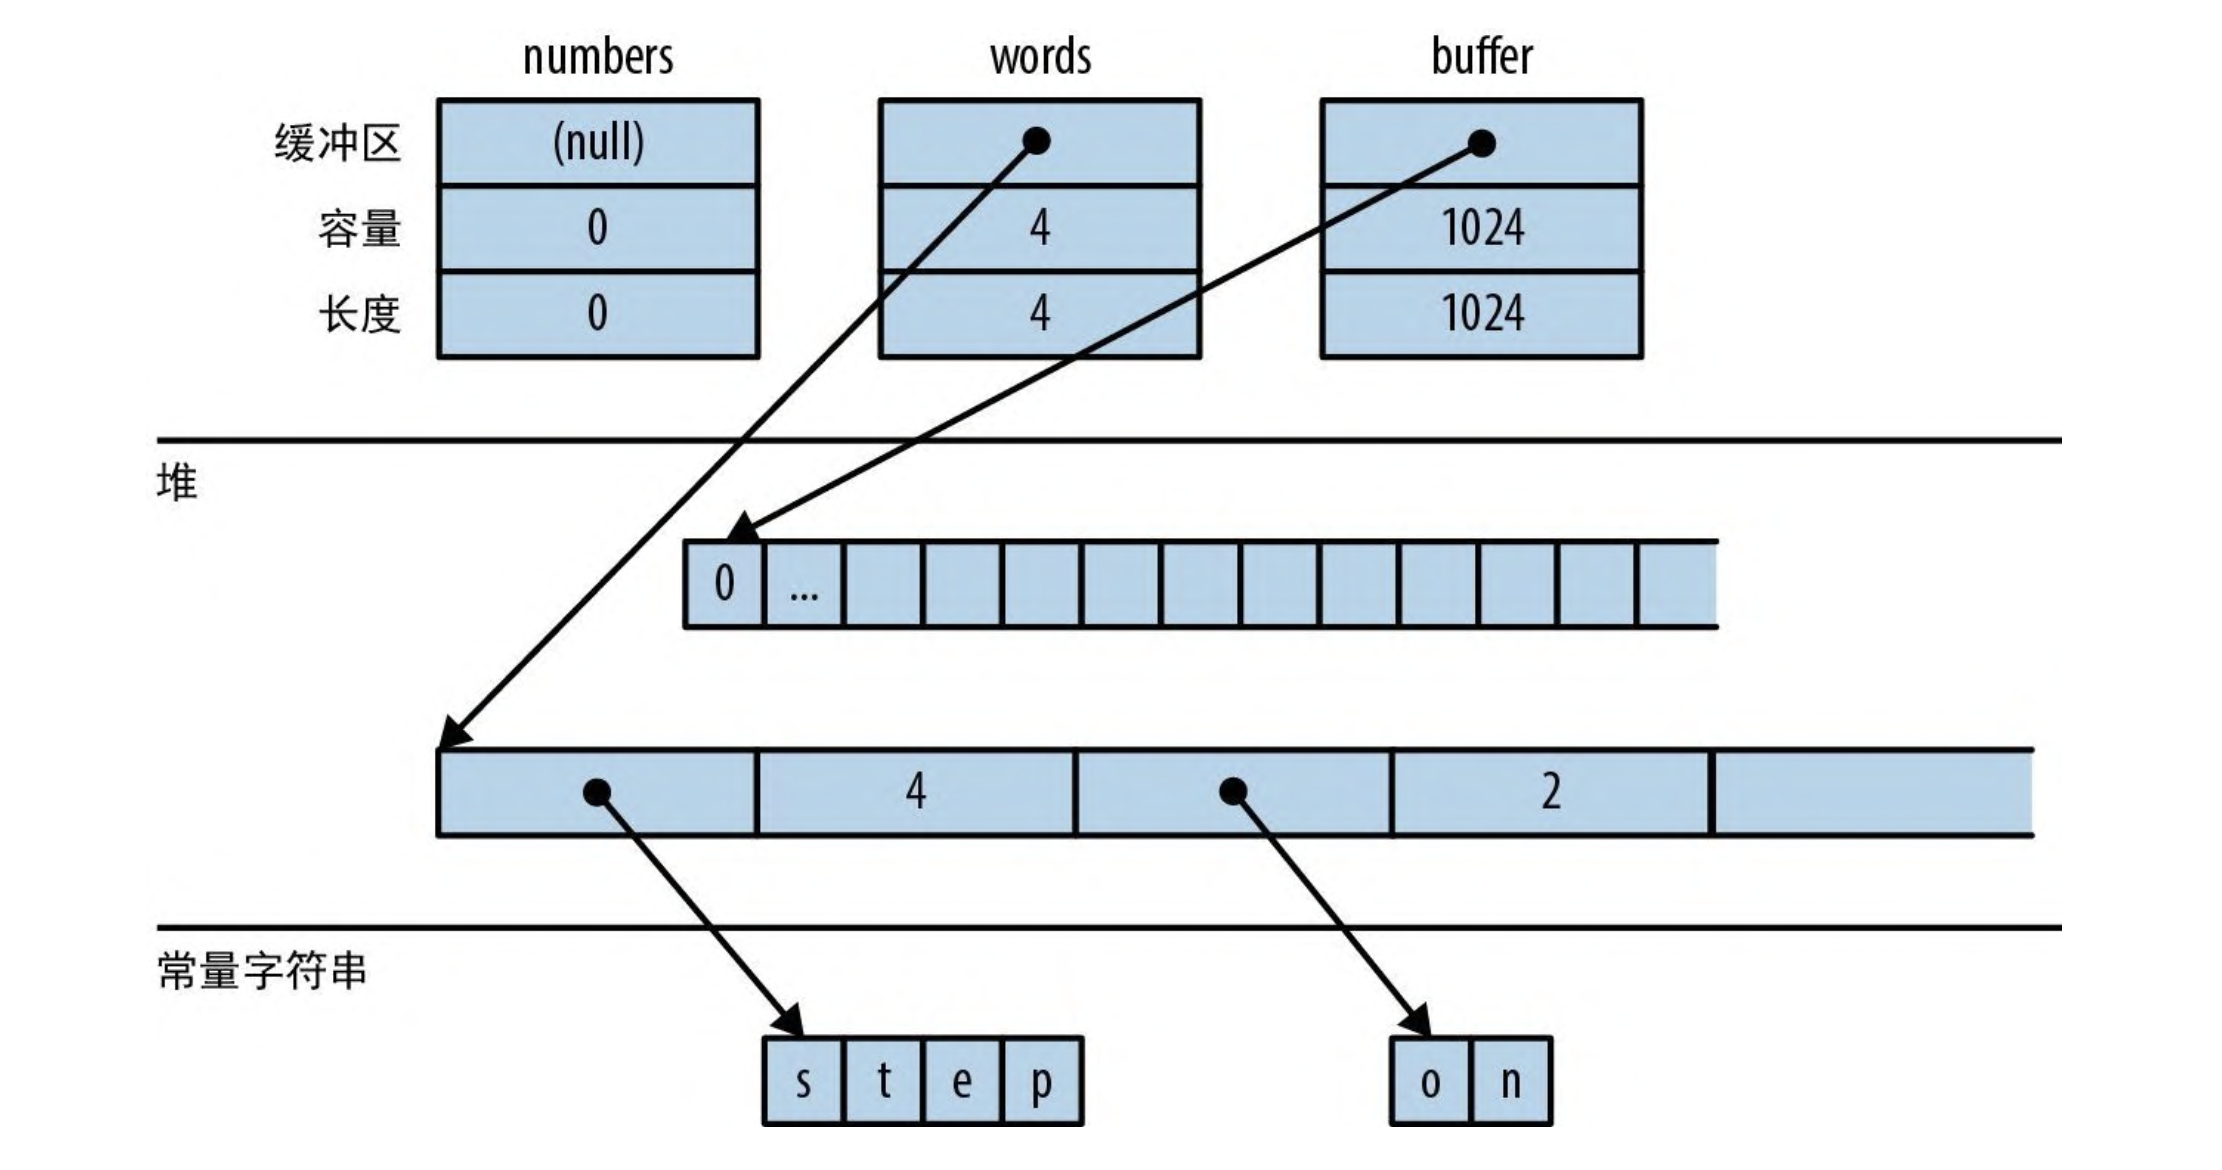 numbers words buffer
缓冲区 (null)
容量 0 4 1024
长度 0 4 1024
堆
0 ...
4 2
常量字符串
s t e p o n